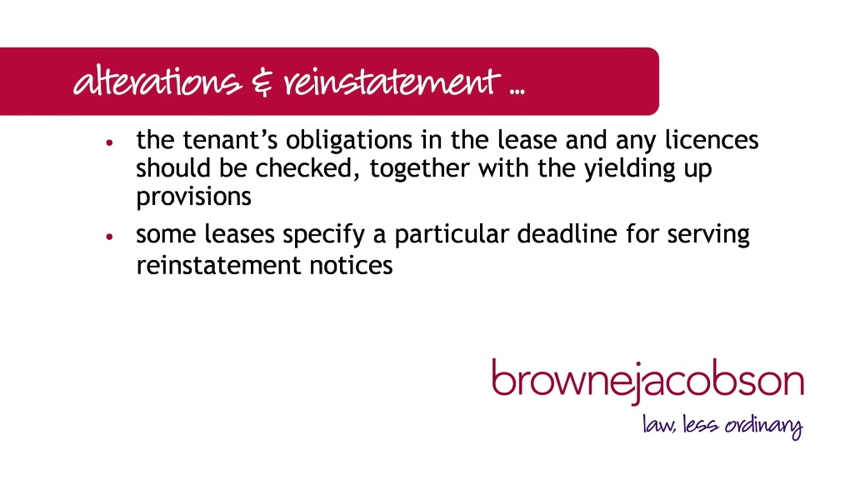 alterations & reinstatement ...
• the tenant’s obligations in the lease and any licences
should be checked, together with the yielding up
provisions
• some leases specify a particular deadline for serving
reinstatement notices
brownejacobson
law, less ordinary